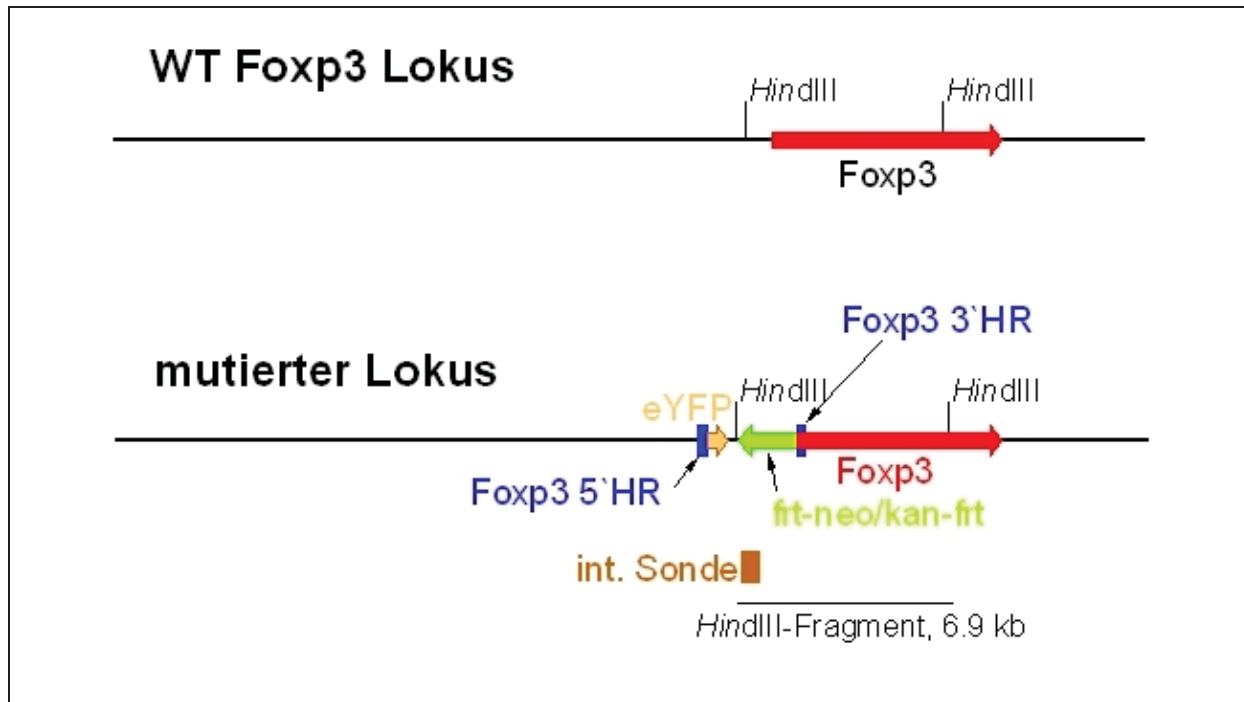 WT Foxp3 Lokus
HindIII
HindIII
Foxp3
Foxp3 3`HR
mutierter Lokus
HindIII
HindIII
eYFP
Foxp3 5`HR
Foxp3
frt-neo/kan-frt
int. Sonde
HindIII-Fragment, 6.9 kb